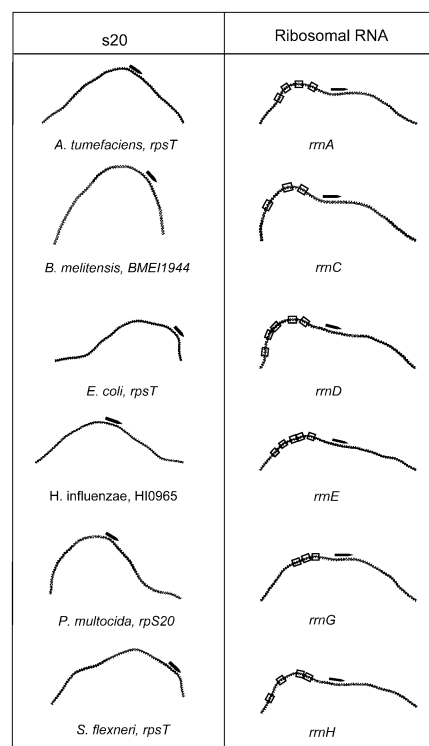 s20
Ribosomal RNA
A. tumefaciens, rpsT
rrnA
B. melitensis, BMEI1944
rrnC
E. coli, rpsT
rrnD
H. influenzae, HI0965
rrnE
P. multocida, rpS20
rrnG
S. flexneri, rpsT
rrnH